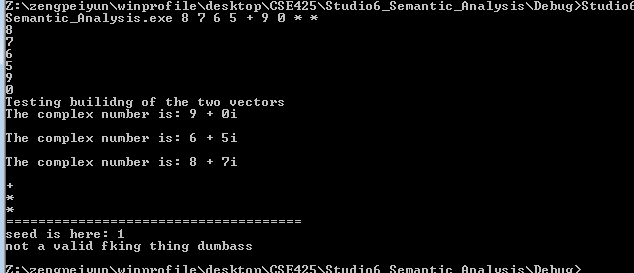 Z:\zengpeiyun\winprofile\desktop\CSE425\Studio6_Semantic_Analysis\Debug>Studio6
Semantic_Analysis.exe 8 7 6 5 + 9 0 * *
8
7
6
5
9
0
Testing builidng of the two vectors
The complex number is: 9 + 0i
The complex number is: 6 + 5i
The complex number is: 8 + 7i
+
*
*
=====================================
seed is here: 1
not a valid fking thing dumbass
Z:\zengpeiyun\winprofile\desktop\CSE425\Studio6_Semantic_Analysis\Debug>